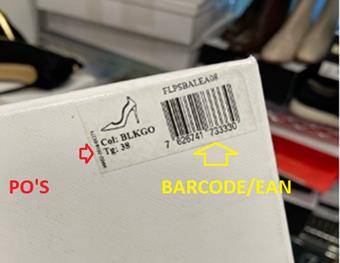 FLPSBALEA08
Col: BLKGO
Tg: 38
7 626741 733330
PO'S
BARCODE/EAN